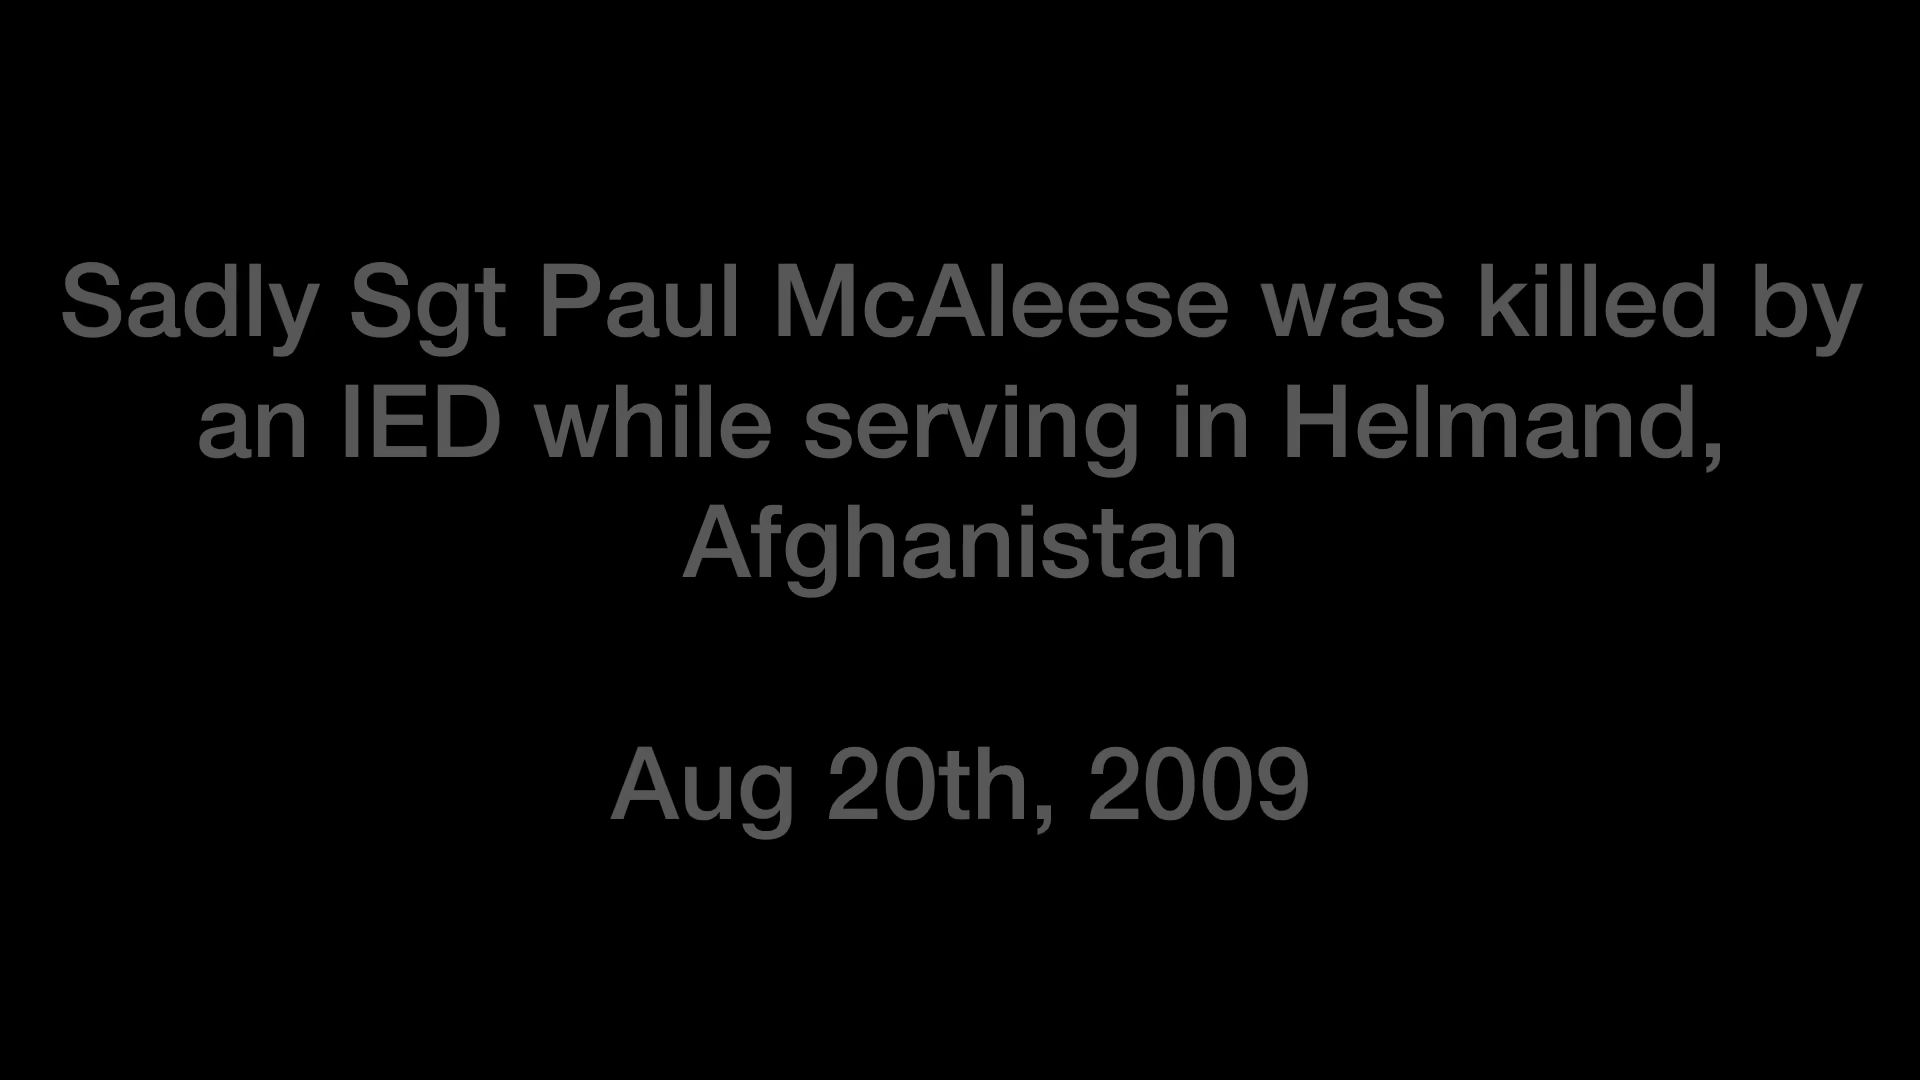 Sadly Sgt Paul McAleese was killed by
an IED while serving in Helmand,
Afghanistan
Aug 20th, 2009